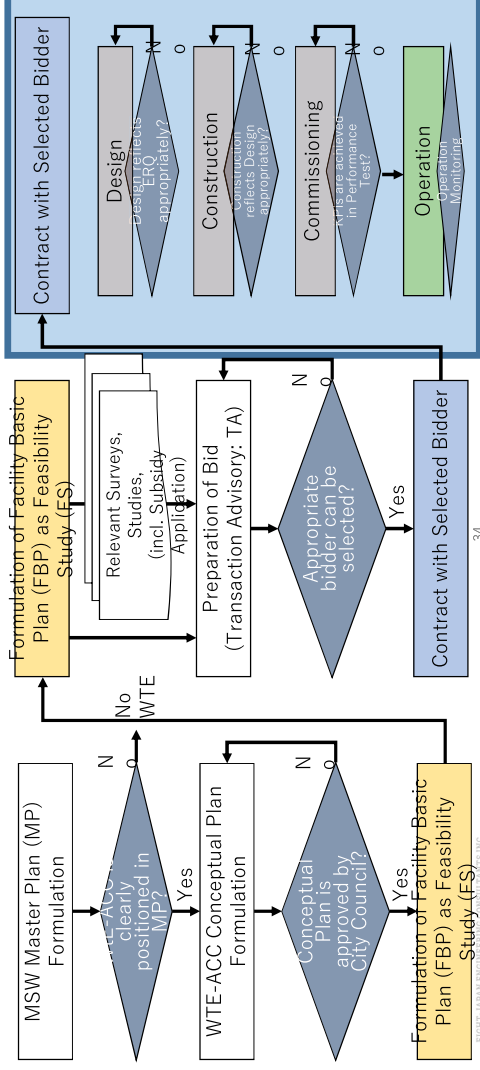 MSW Master Plan (MP)
Formulation
clearly
positioned in
MP?
No
No
WTE
Yes
WTE-ACC Conceptual Plan
Formulation
Conceptual
Plan is
approved by
City Council?
No
Yes
Formulation of Facility Basic
Plan (FBP) as Feasibility
Study (FS)
Formulation of Facility Basic
Plan (FBP) as Feasibility
Study (FS)
Relevant Surveys,
Studies,
(incl. Subsidy
Application)
Preparation of Bid
(Transaction Advisory: TA)
Appropriate
bidder can be
selected?
No
Yes
Contract with Selected Bidder
Contract with Selected Bidder
Design
Design reflects
ERQ
appropriately?
No
Construction
Construction
reflects Design
appropriately?
No
Commissioning
KPIs are achieved
in Performance
Test?
No
Operation
Operation
Monitoring
34